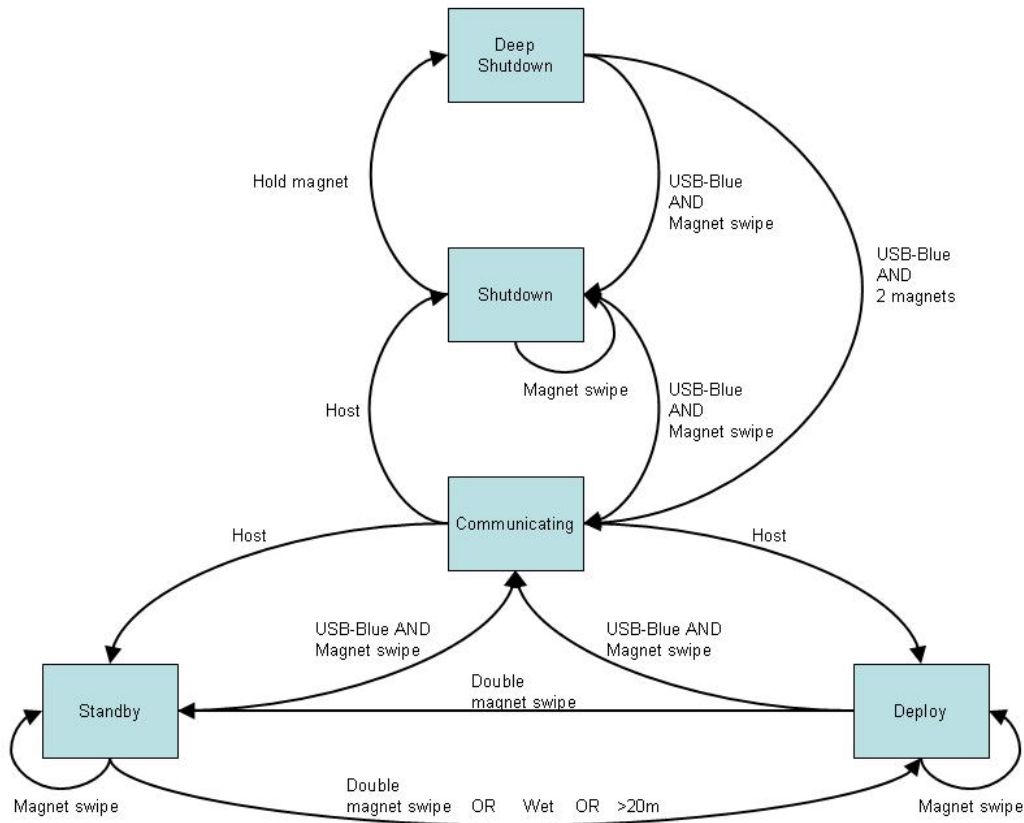 Deep
Shutdown
Hold magnet
USB-Blue
AND
Magnet swipe
USB-Blue
AND
2 magnets
Shutdown
Magnet swipe
Host
USB-Blue
AND
Magnet swipe
Communicating
Host
Host
USB-Blue AND
Magnet swipe
USB-Blue AND
Magnet swipe
Standby
Double
magnet swipe
Deploy
Magnet swipe
Double
magnet swipe OR Wet OR >20m
Magnet swipe